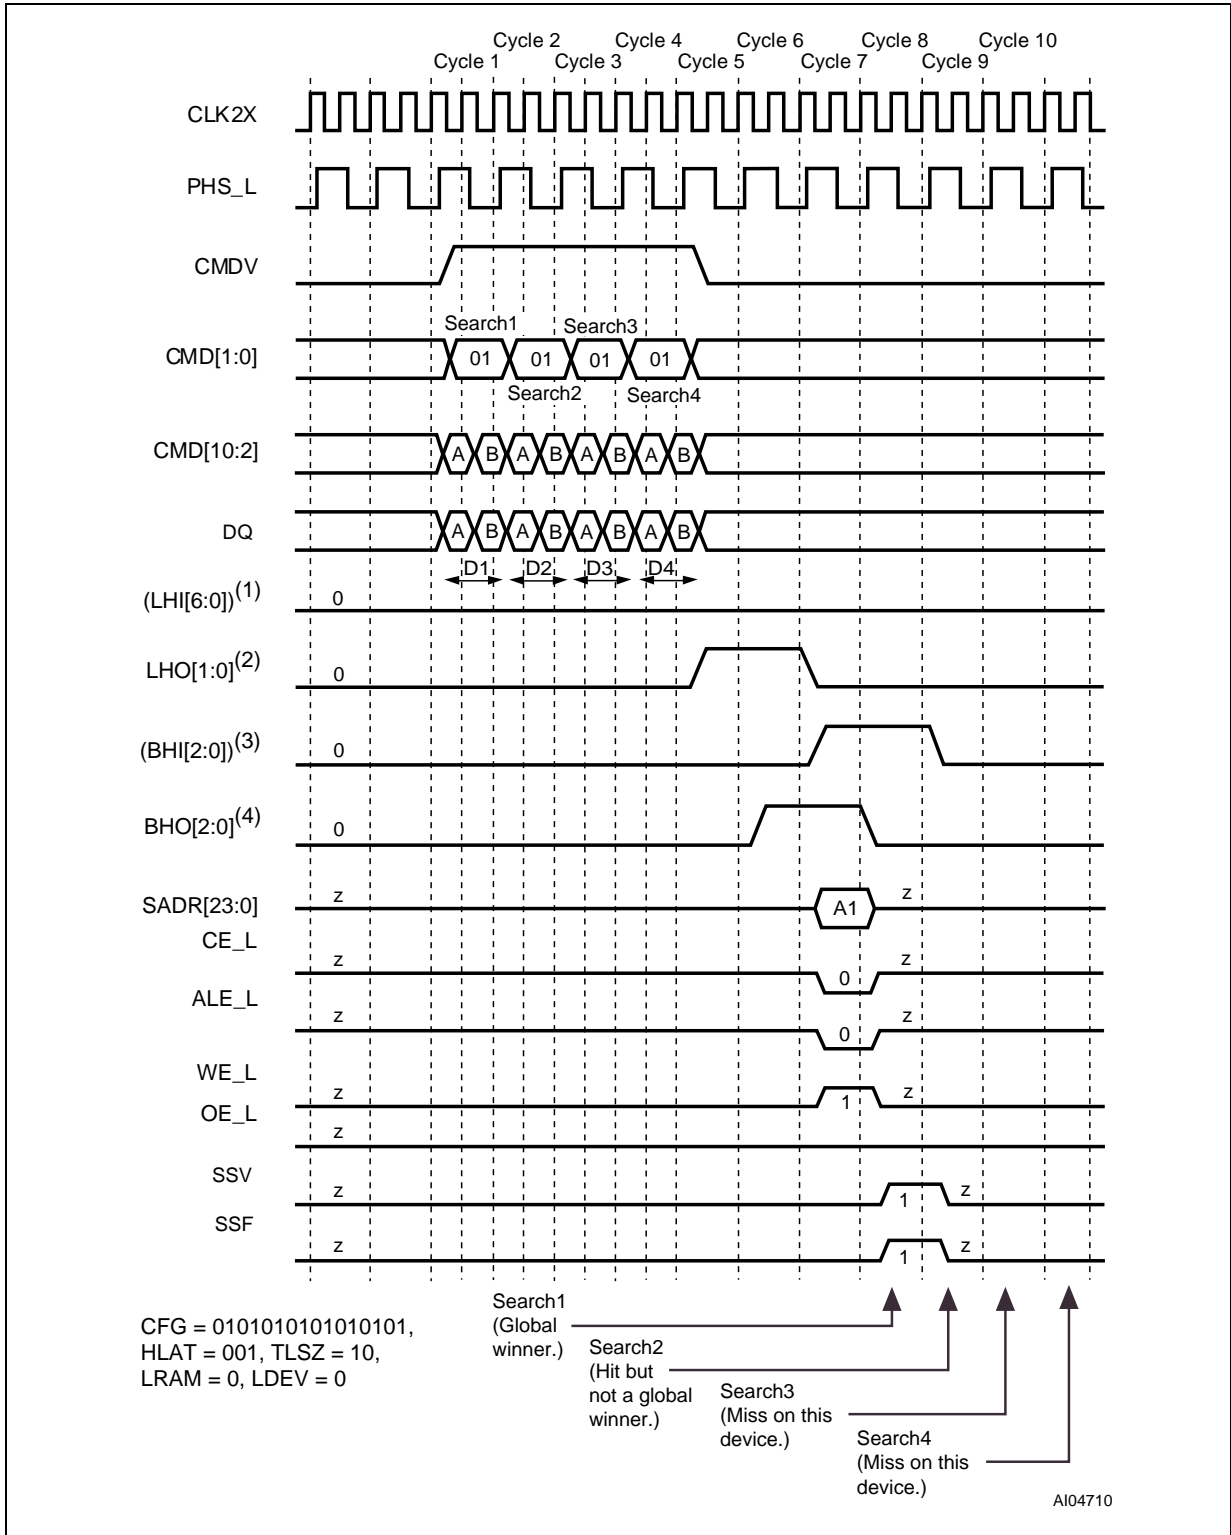 Cycle 2 Cycle 4 Cycle 6 Cycle 8 Cycle 10
Cycle 1 Cycle 3 Cycle 5 Cycle 7 Cycle 9
CLK2X
PHS_L
CMDV
Search1 Search3
CMD[1:0] 01 01 01 01
Search2 Search4
CMD[10:2] A B A B A B A B
DQ A B A B A B A B
D1 D2 D3 D4
(LHI[6:0])(1) 0
LHO[1:0](2) 0
(BHI[2:0])(3) 0
BHO[2:0](4) 0
SADR[23:0] z A1 z
CE_L
z 0 z
ALE_L
z 0 z
WE_L
z 1 z
OE_L
z
SSV
z 1 z
SSF
z 1 z
CFG = 0101010101010101,
HLAT = 001, TLSZ = 10,
LRAM = 0, LDEV = 0
Search1
(Global
winner.)
Search2
(Hit but
not a global
winner.)
Search3
(Miss on this
device.)
Search4
(Miss on this
device.)
AI04710